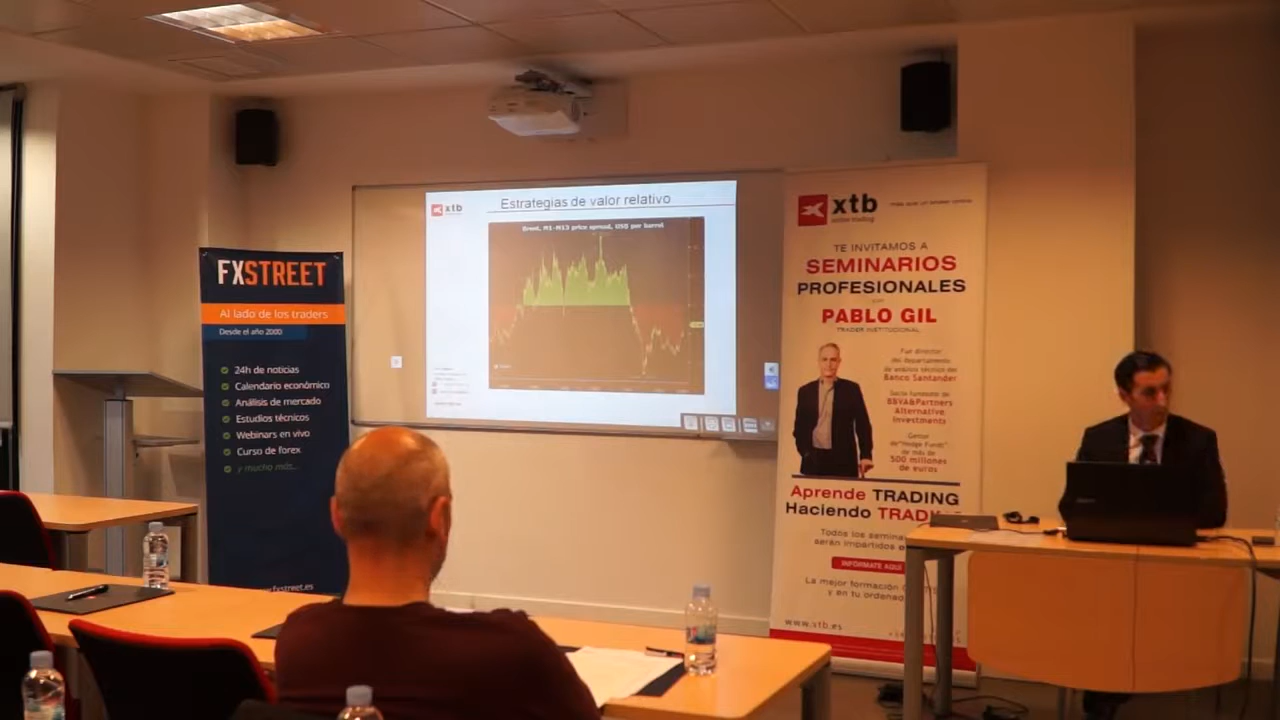 FXSTREET
Al lado de los traders
Desde el año 2000
24h de noticias
Calendario económico
Análisis de mercado
Estudios técnicos
Webinars en vivo
Curso de forex
y mucho más...
fxstreet.es
xtb
Estrategias de valor relativo
Brent, M1-M13 price spread, US$ per barrel
xtb
online trading
TE INVITAMOS A
SEMINARIOS
PROFESIONALES
con
PABLO GIL
TRADER INSTITUCIONAL
Fue director
del departamento
de análisis técnico del
Banco Santander
Socio fundador de
BBVA&Partners
Alternative
Investments
Gestor
de "Hedge Funds"
de más de
500 millones
de euros
Aprende TRADING
Haciendo
Todos los
serán impartidos
INFÓRMATE AQUÍ
La mejor formación
y en tu
www.xtb.es